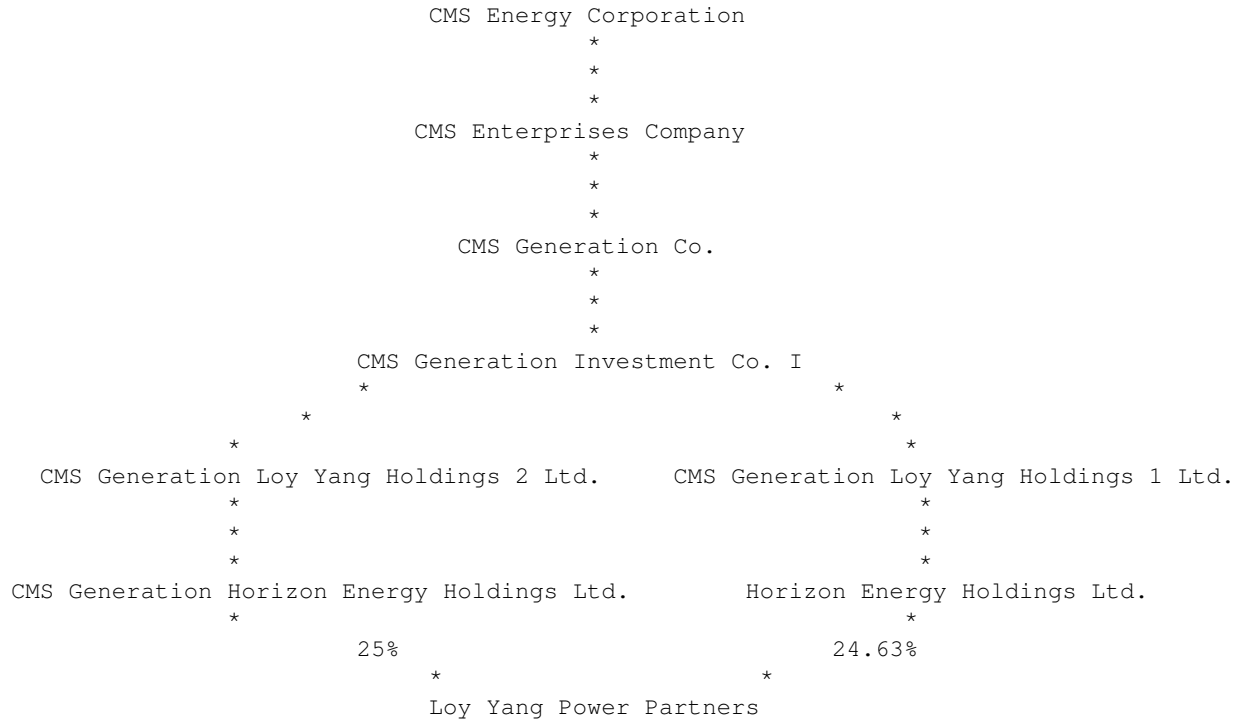 CMS Energy Corporation
*
*
*
CMS Enterprises Company
*
*
*
CMS Generation Co.
*
*
*
CMS Generation Investment Co. I
* *
* *
* *
CMS Generation Loy Yang Holdings 2 Ltd. CMS Generation Loy Yang Holdings 1 Ltd.
* *
* *
* *
CMS Generation Horizon Energy Holdings Ltd. Horizon Energy Holdings Ltd.
* *
25% 24.63%
* *
Loy Yang Power Partners